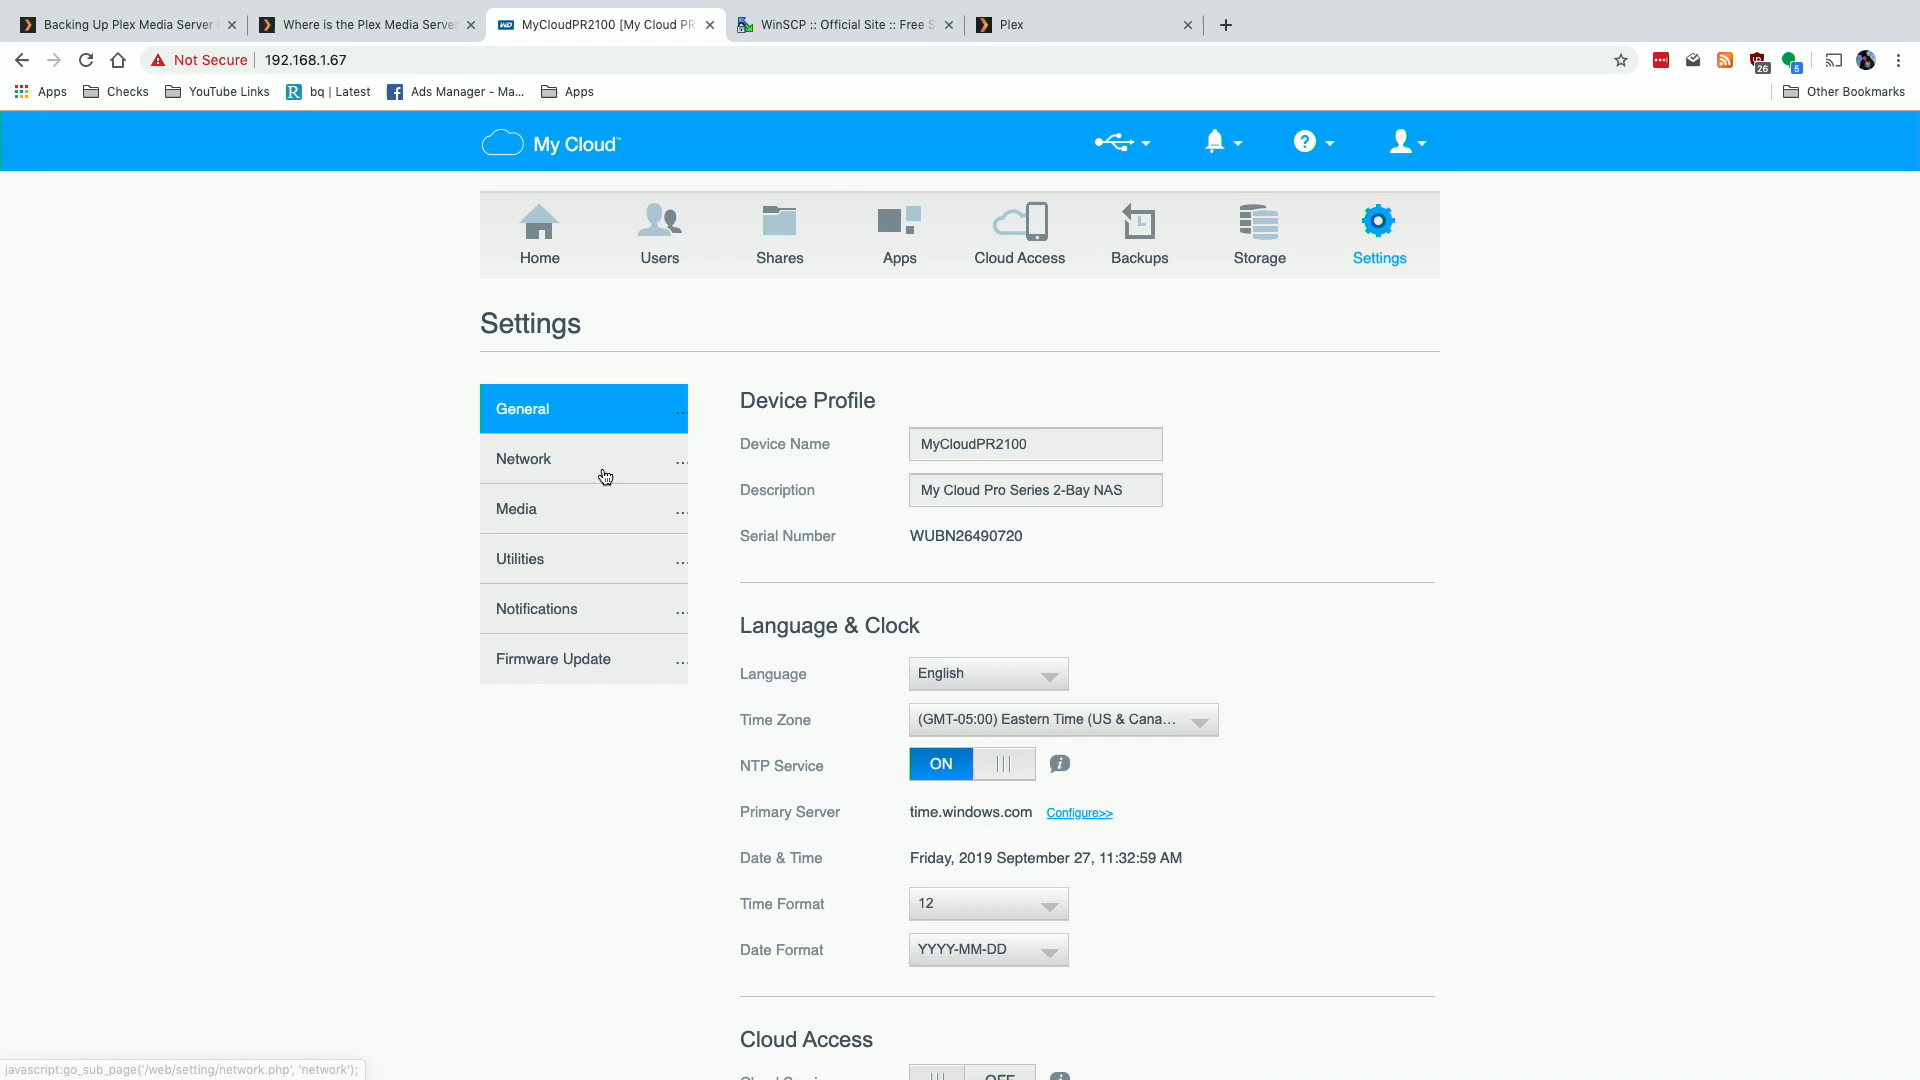 Backing Up Plex Media Server
Where is the Plex Media Server
MyCloudPR2100 [My Cloud PR
WinSCP :: Official Site :: Free S
Plex
Not Secure
192.168.1.67
26
5
Apps
Checks
YouTube Links
R
bq | Latest
Ads Manager - Ma...
Apps
Other Bookmarks
My Cloud™
?
Home
Users
Shares
Apps
Cloud Access
Backups
Storage
Settings
Settings
General ...
Network ...
Media ...
Utilities ...
Notifications ...
Firmware Update ...
Device Profile
Device Name
MyCloudPR2100
Description
My Cloud Pro Series 2-Bay NAS
Serial Number
WUBN26490720
Language & Clock
Language
English
Time Zone
(GMT-05:00) Eastern Time (US & Cana...
NTP Service
ON
Primary Server
time.windows.com Configure>>
Date & Time
Friday, 2019 September 27, 11:32:59 AM
Time Format
12
Date Format
YYYY-MM-DD
Cloud Access
OFF
javascript:go_sub_page('/web/setting/network.php', 'network');